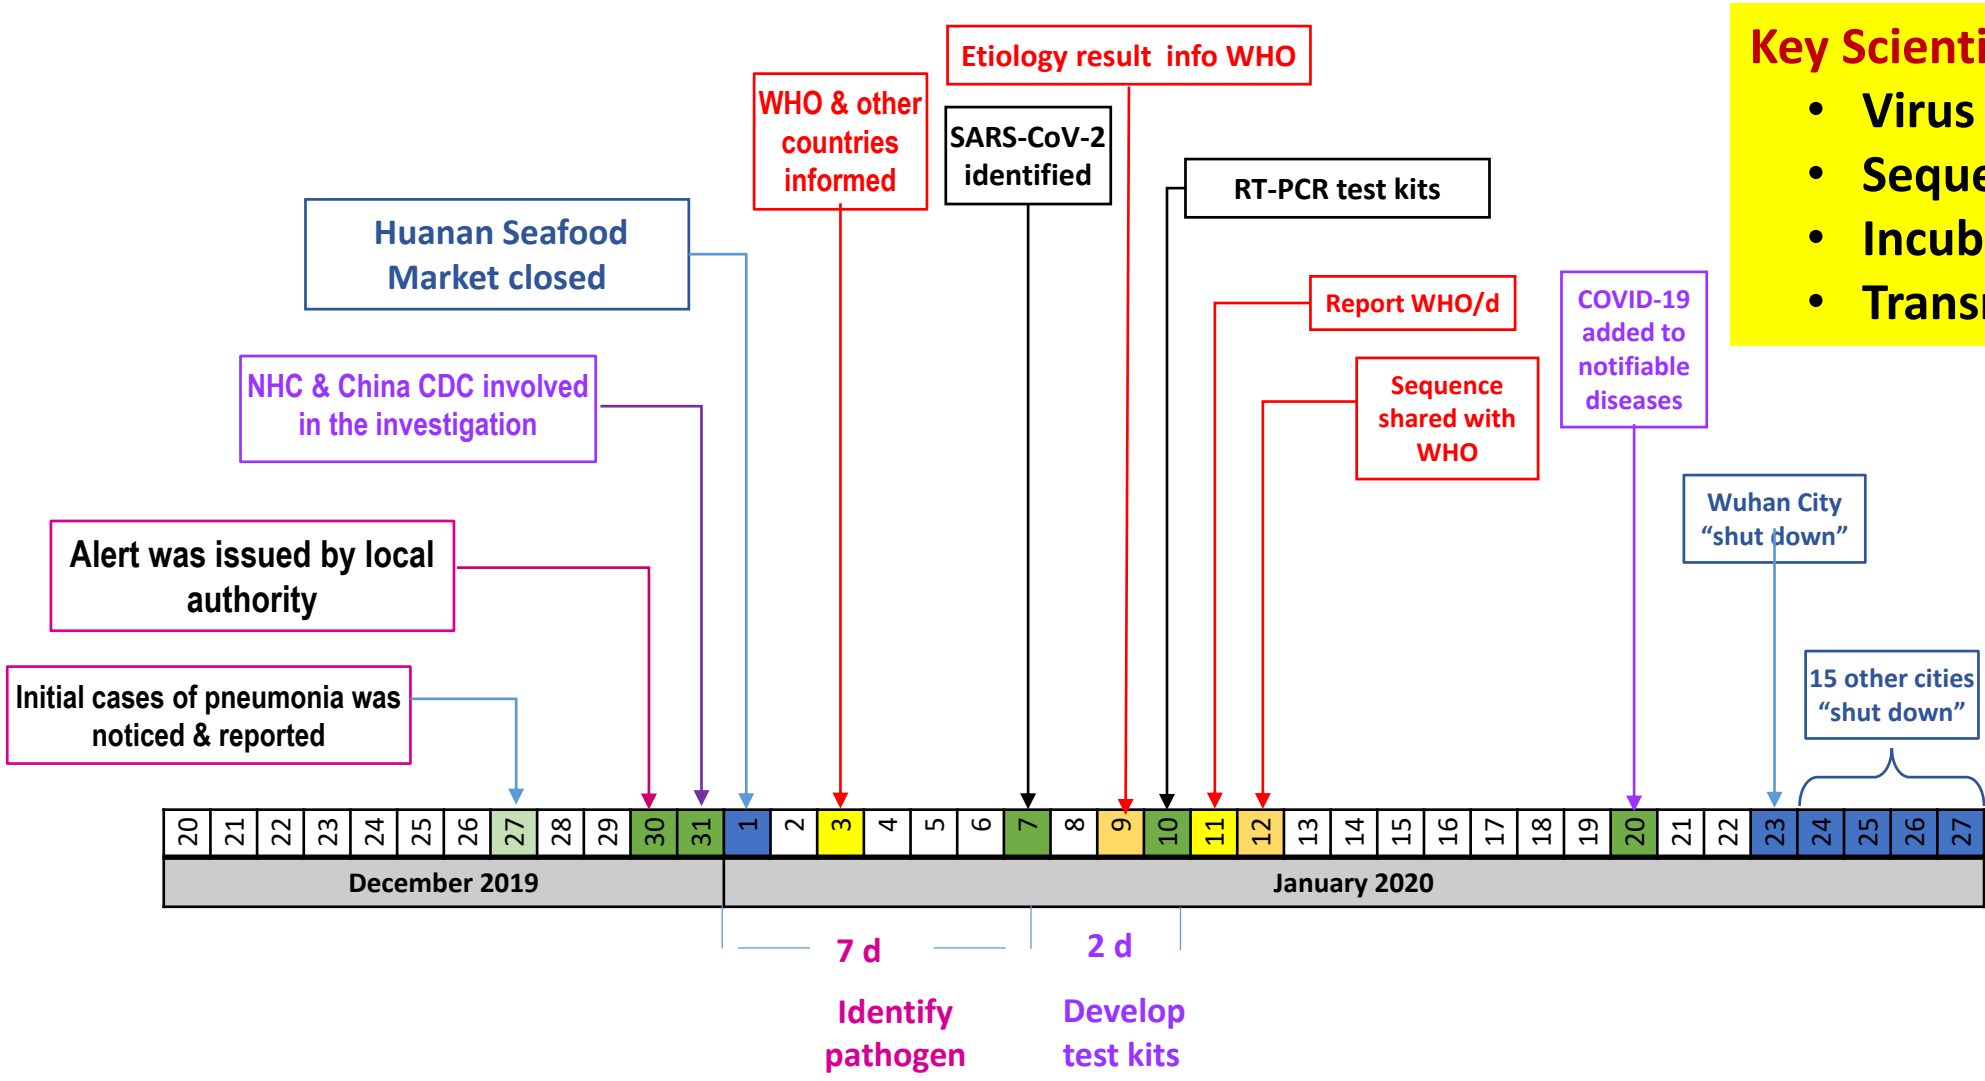 Etiology result info WHO
Key Scienti
• Virus
• Seque
• Incub
• Transr
WHO & other
countries
informed
SARS-CoV-2
identified
RT-PCR test kits
Huanan Seafood
Market closed
Report WHO/d
COVID-19
added to
notifiable
diseases
NHC & China CDC involved
in the investigation
Sequence
shared with
WHO
Wuhan City
“shut down”
Alert was issued by local
authority
Initial cases of pneumonia was
noticed & reported
15 other cities
“shut down”
20 21 22 23 24 25 26 27 28 29 30 31 1 2 3 4 5 6 7 8 9 10 11 12 13 14 15 16 17 18 19 20 21 22 23 24 25 26 27
December 2019 January 2020
7 d
2 d
Identify
pathogen
Develop
test kits